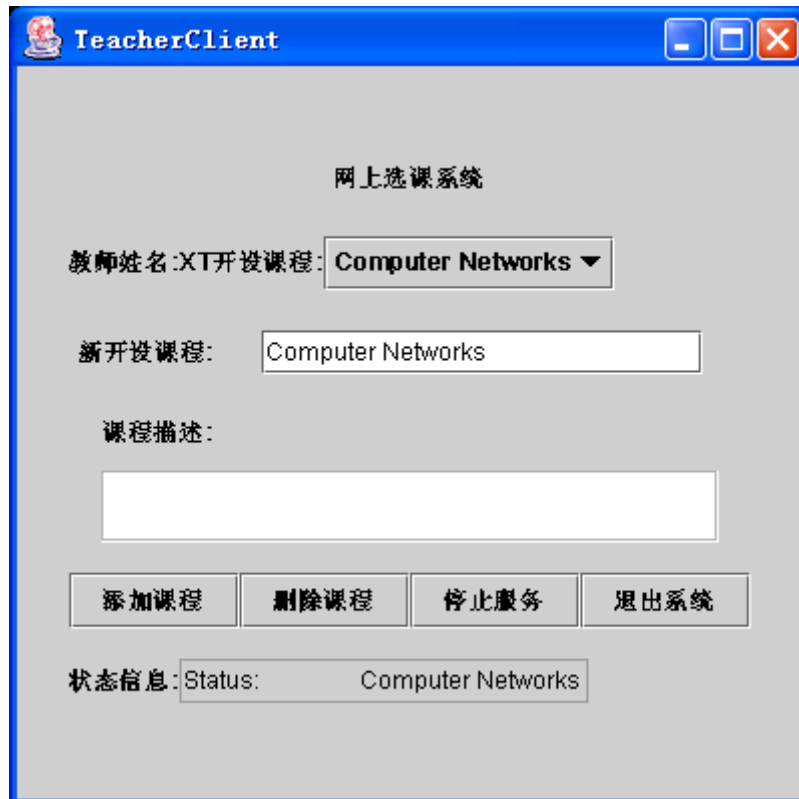 TeacherClient
网上选课系统
教师姓名:XT开设课程: Computer Networks
新开设课程: Computer Networks
课程描述:
添加课程 删除课程 停止服务 退出系统
状态信息: Status: Computer Networks